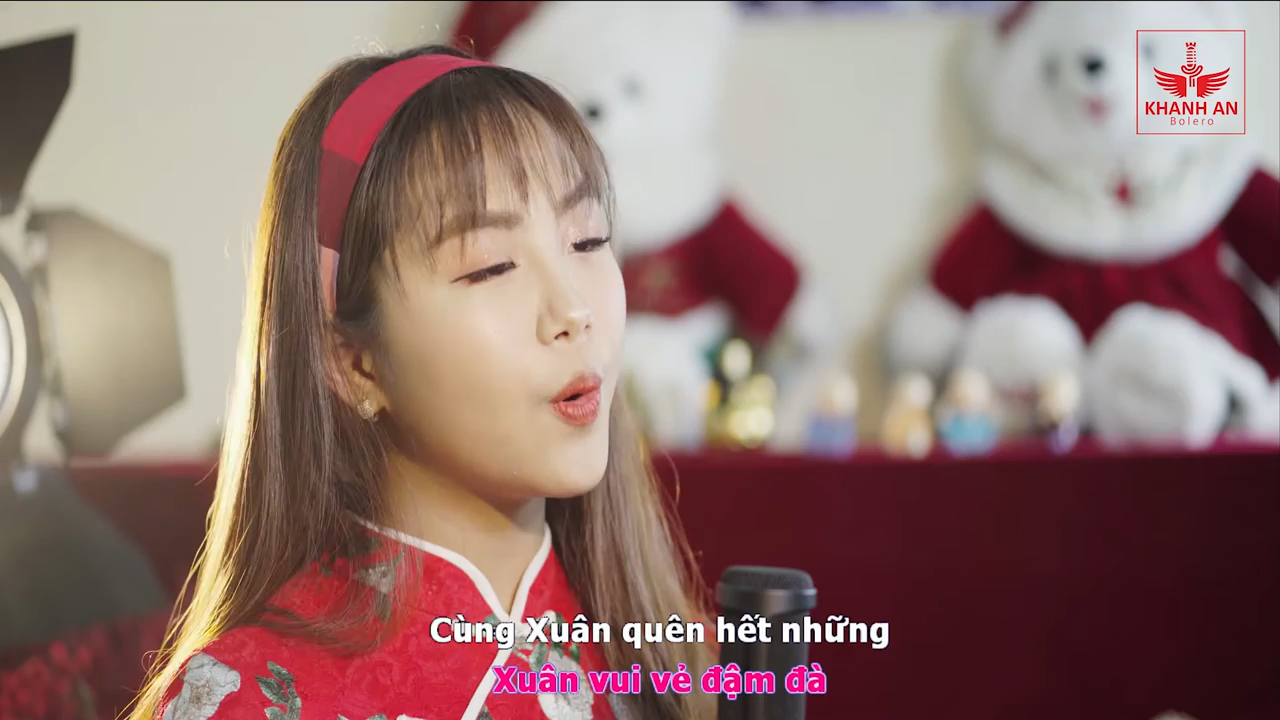 KHANH AN
Bolero
Cùng Xuân quên hết những
Xuân vui vẻ đậm đà